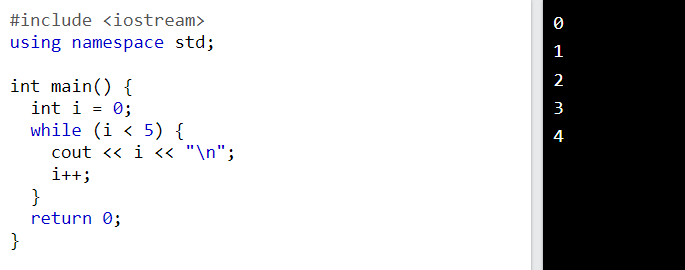 #include <iostream>
using namespace std;
int main() {
  int i = 0;
  while (i < 5) {
    cout << i << "\n";
    i++;
  }
  return 0;
}
0
1
2
3
4